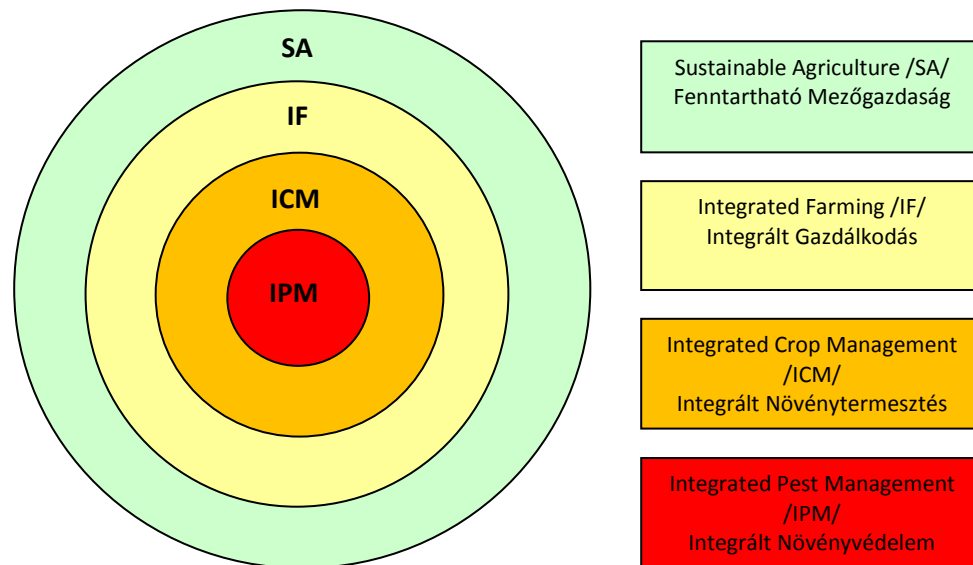 SA
IF
ICM
IPM
Sustainable Agriculture /SA/
Fenntartható Mezőgazdaság
Integrated Farming /IF/
Integrált Gazdálkodás
Integrated Crop Management
/ICM/
Integrált Növénytermesztés
Integrated Pest Management
/IPM/
Integrált Növényvédelem